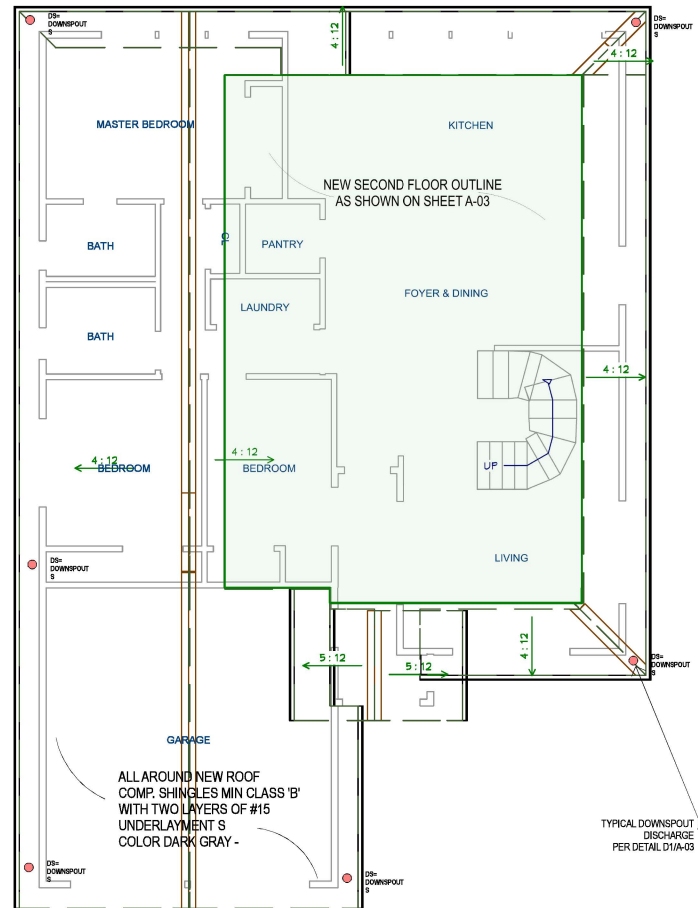 DS=
DOWNSPOUT
S
4 : 12
DS=
DOWNSPOUT
S
4 : 12
MASTER BEDROOM
KITCHEN
NEW SECOND FLOOR OUTLINE
AS SHOWN ON SHEET A-03
CL
PANTRY
BATH
FOYER & DINING
LAUNDRY
BATH
4 : 12
4 : 12
4 : 12
BEDROOM
BEDROOM
UP
LIVING
DS=
DOWNSPOUT
S
4 : 12
5 : 12
5 : 12
DS=
DOWNSPOUT
S
GARAGE
ALL AROUND NEW ROOF
COMP. SHINGLES MIN CLASS 'B'
WITH TWO LAYERS OF #15
UNDERLAYMENT S
COLOR DARK GRAY -
TYPICAL DOWNSPOUT
DISCHARGE
PER DETAIL D1/A-03
DS=
DOWNSPOUT
S
DS=
DOWNSPOUT
S